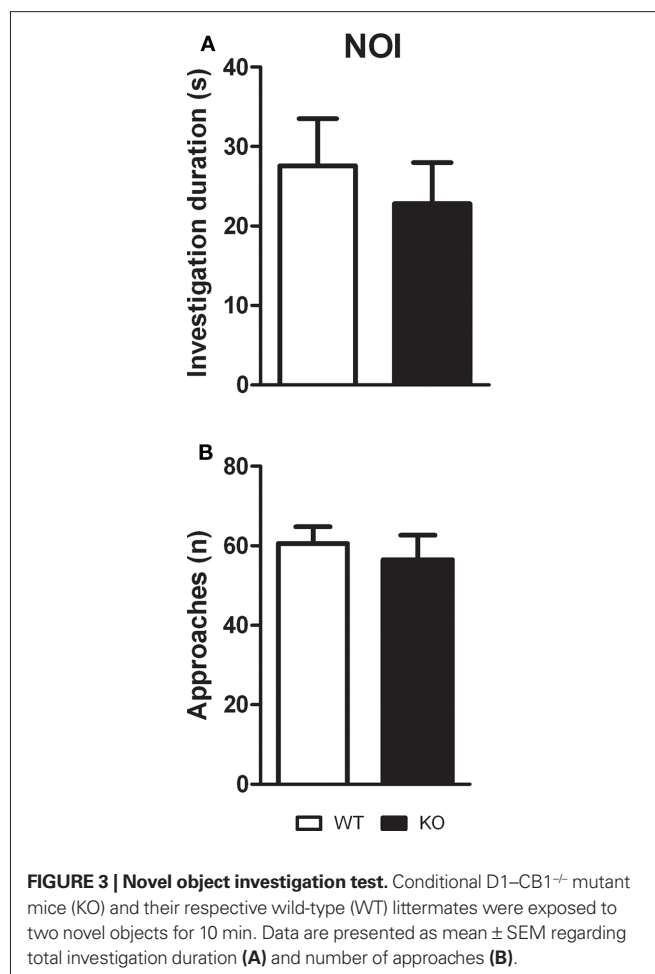 A
NOI
Investigation duration (s)
40
30
20
10
0
B
Approaches (n)
80
60
40
20
0
WT KO
FIGURE 3 | Novel object investigation test. Conditional D1–CB1−/− mutant
mice (KO) and their respective wild-type (WT) littermates were exposed to
two novel objects for 10 min. Data are presented as mean ± SEM regarding
total investigation duration (A) and number of approaches (B).